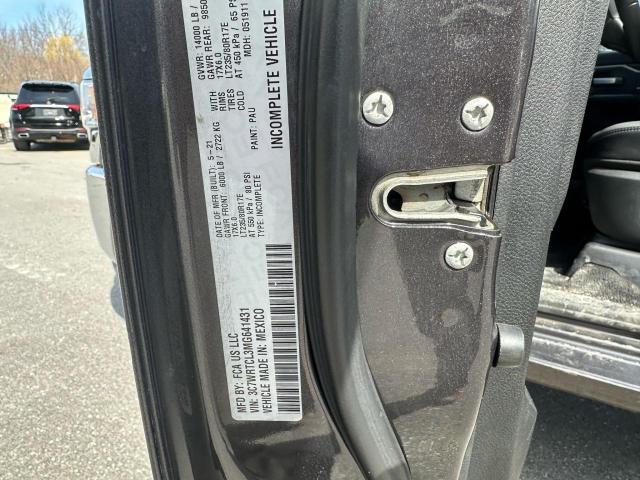 MFD BY: FCA US LLC
DATE OF MFR (BUILT): 5-21
GVWR: 14000 LB /
GAWR FRONT: 6000 LB / 2722 KG
WITH
GAWR REAR: 9850
17X6.0
RIMS
17X6.0
LT235/80R17E
TIRES
LT235/80R17E
AT 550 kPa / 80 PSI
COLD
AT 450 kPa / 65 PS
VIN: 3C7WRTCL3MG641431
TYPE: INCOMPLETE
PAINT: PAU
MDH: 051911
VEHICLE MADE IN: MEXICO
INCOMPLETE VEHICLE